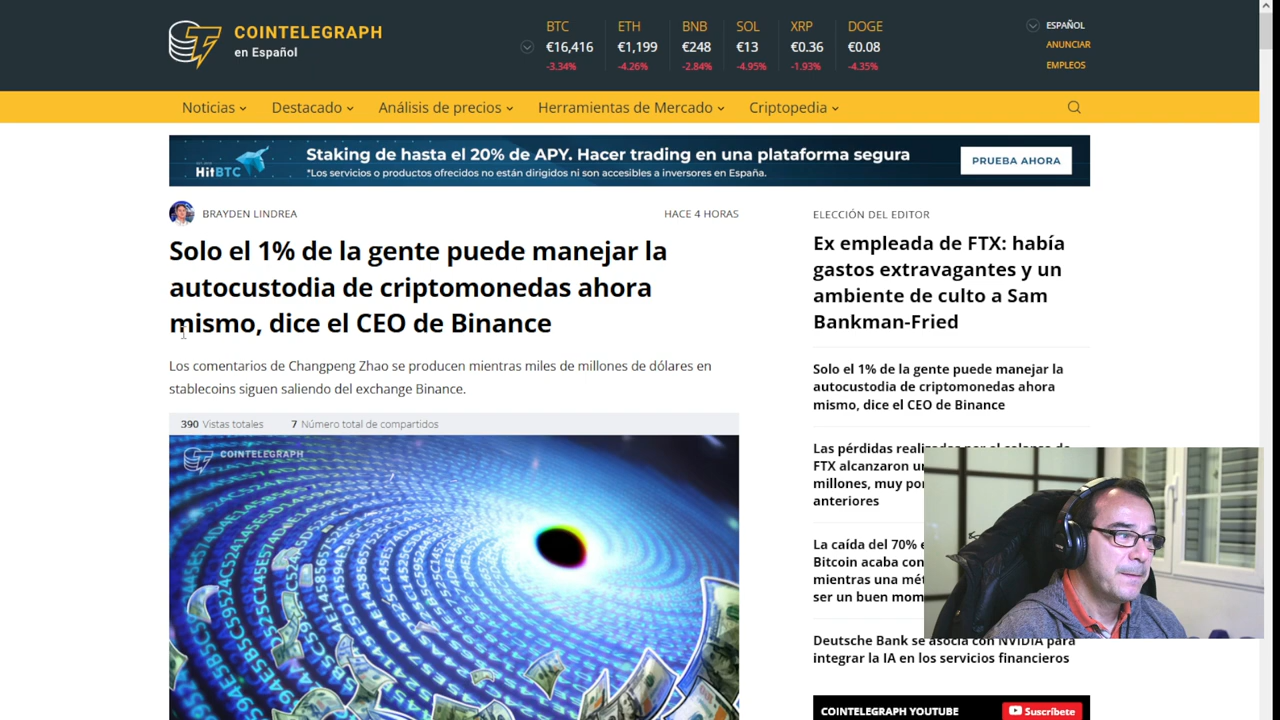 COINTELEGRAPH
en Español
BTC
€16,416
-3.34%
ETH
€1,199
-4.26%
BNB
€248
-2.84%
SOL
€13
-4.95%
XRP
€0.36
-1.93%
DOGE
€0.08
-4.35%
ESPAÑOL
ANUNCIAR
EMPLEOS
Noticias
Destacado
Análisis de precios
Herramientas de Mercado
Criptopedia
HitBTC
Staking de hasta el 20% de APY. Hacer trading en una plataforma segura
*Los servicios o productos ofrecidos no están dirigidos ni son accesibles a inversores en España.
PRUEBA AHORA
BRAYDEN LINDREA
HACE 4 HORAS
Solo el 1% de la gente puede manejar la
autocustodia de criptomonedas ahora
mismo, dice el CEO de Binance
Los comentarios de Changpeng Zhao se producen mientras miles de millones de dólares en
stablecoins siguen saliendo del exchange Binance.
390 Vistas totales
7 Número total de compartidos
COINTELEGRAPH
ELECCIÓN DEL EDITOR
Ex empleada de FTX: había
gastos extravagantes y un
ambiente de culto a Sam
Bankman-Fried
Solo el 1% de la gente puede manejar la
autocustodia de criptomonedas ahora
mismo, dice el CEO de Binance
Las pérdidas
FTX alcanzaron
millones, muy
anteriores
La caída del 70%
Bitcoin acaba
mientras una
ser un buen
Deutsche Bank se asocia con NVIDIA para
integrar la IA en los servicios financieros
COINTELEGRAPH YOUTUBE
Suscríbete